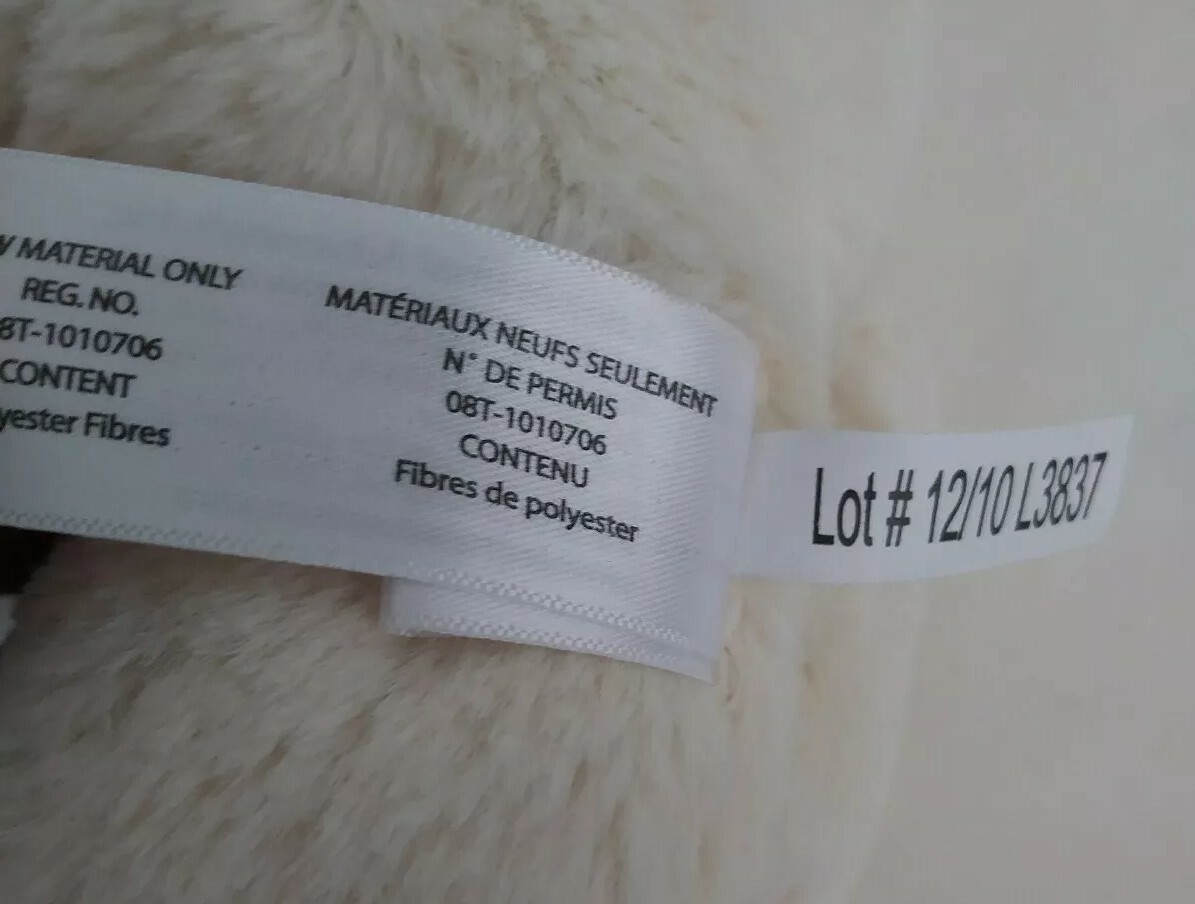 MATERIAL ONLY
REG. NO.
8T-1010706
CONTENT
yester Fibres
MATÉRIAUX NEUFS SEULEMENT
N° DE PERMIS
08T-1010706
CONTENU
Fibres de polyester
Lot # 12/10 L3837